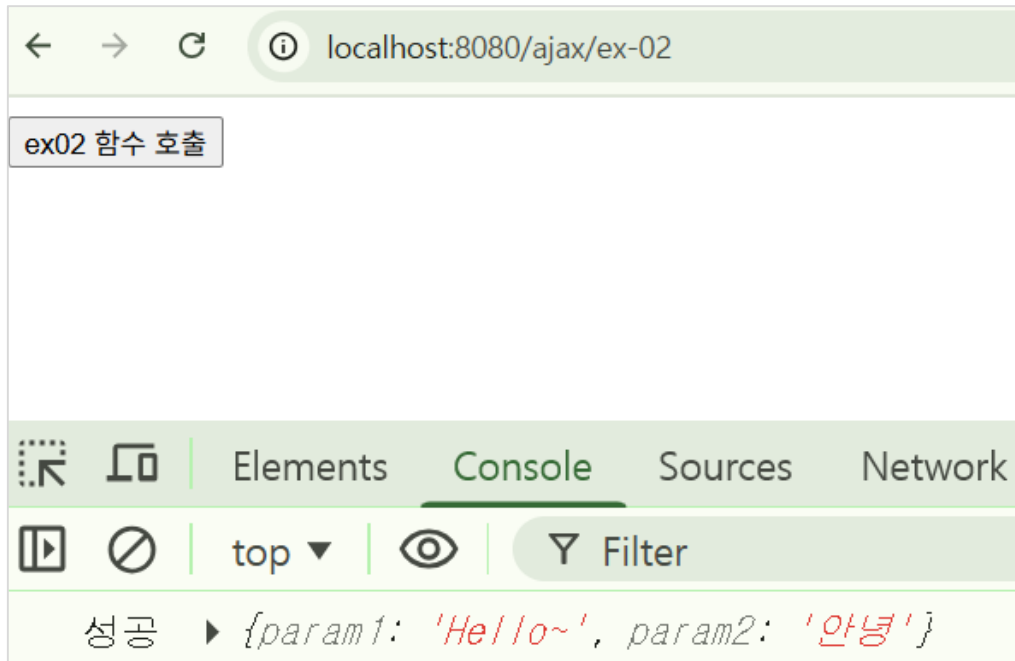 localhost:8080/ajax/ex-02
ex02 함수 호출
Elements Console Sources Network
top ▼ Filter
성공 ▶ {param1: 'Hello~', param2: '안녕'}